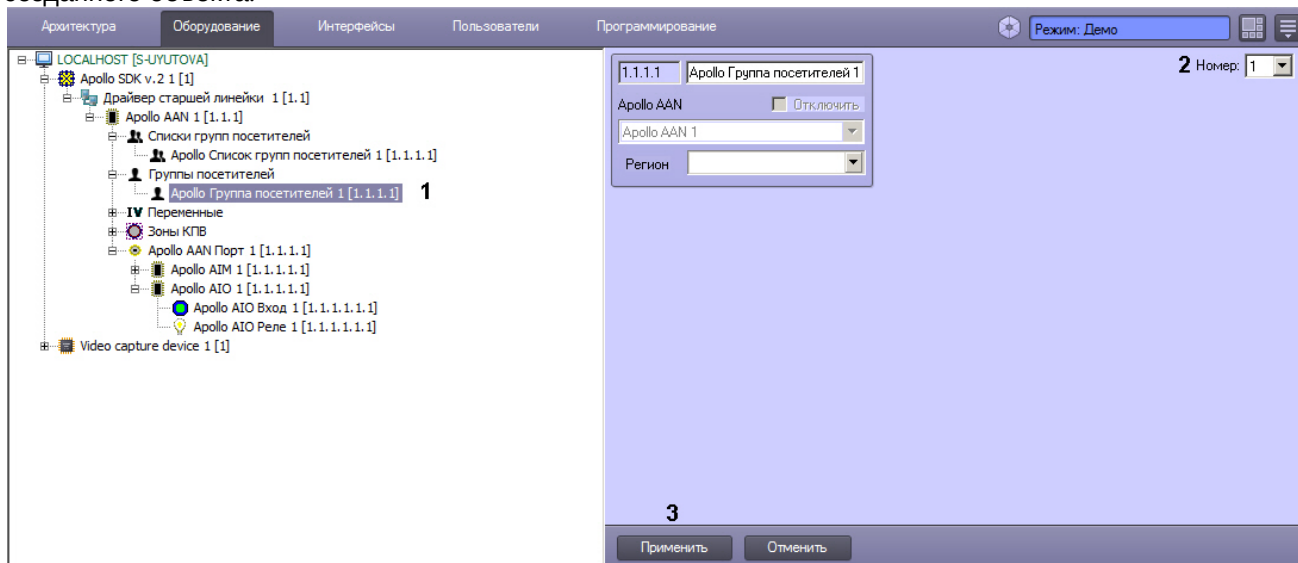 созданного объекта.
Архитектура Оборудование Интерфейсы Пользователи Программирование Режим: Демо
LOCALHOST [S-UYUTOVA]
Apollo SDK v.2 1 [1]
Драйвер старшей линейки 1 [1.1]
Apollo AAN 1 [1.1.1]
Списки групп посетителей
Apollo Список групп посетителей 1 [1.1.1.1]
Группы посетителей
Apollo Группа посетителей 1 [1.1.1.1] 1
IV Переменные
Зоны КПВ
Apollo AAN Порт 1 [1.1.1.1]
Apollo AIM 1 [1.1.1.1.1]
Apollo AIO 1 [1.1.1.1.1]
Apollo AIO Вход 1 [1.1.1.1.1.1]
Apollo AIO Реле 1 [1.1.1.1.1.1]
Video capture device 1 [1]
1.1.1.1 Apollo Группа посетителей 1
Apollo AAN Отключить
Apollo AAN 1
Регион
2 Номер: 1
3
Применить Отменить